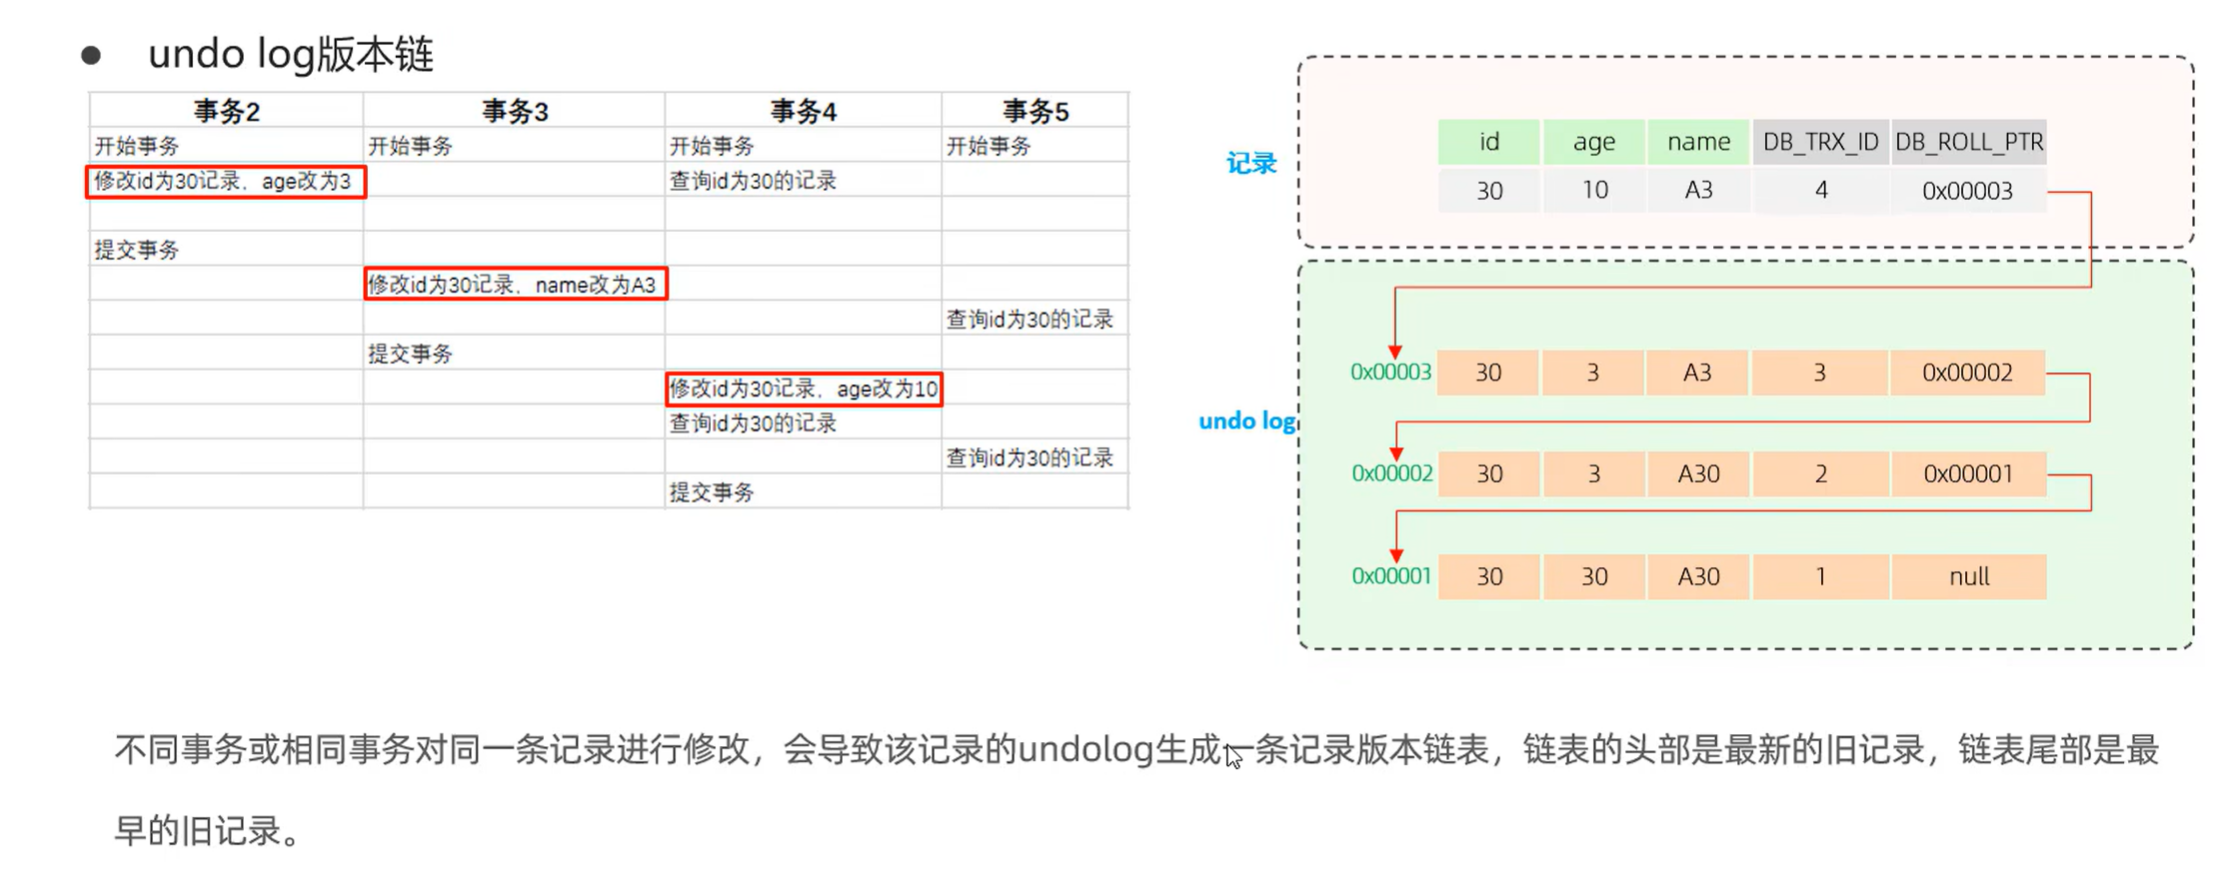 undo log版本链
事务2 事务3 事务4 事务5
开始事务 开始事务 开始事务 开始事务
修改id为30记录，age改为3 查询id为30的记录
提交事务
修改id为30记录，name改为A3
查询id为30的记录
提交事务
修改id为30记录，age改为10
查询id为30的记录
查询id为30的记录
提交事务
记录
id age name DB_TRX_ID DB_ROLL_PTR
30 10 A3 4 0x00003
undo log
0x00003 30 3 A3 3 0x00002
0x00002 30 3 A30 2 0x00001
0x00001 30 30 A30 1 null
不同事务或相同事务对同一条记录进行修改，会导致该记录的undolog生成一条记录版本链表，链表的头部是最新的旧记录，链表尾部是最
早的旧记录。